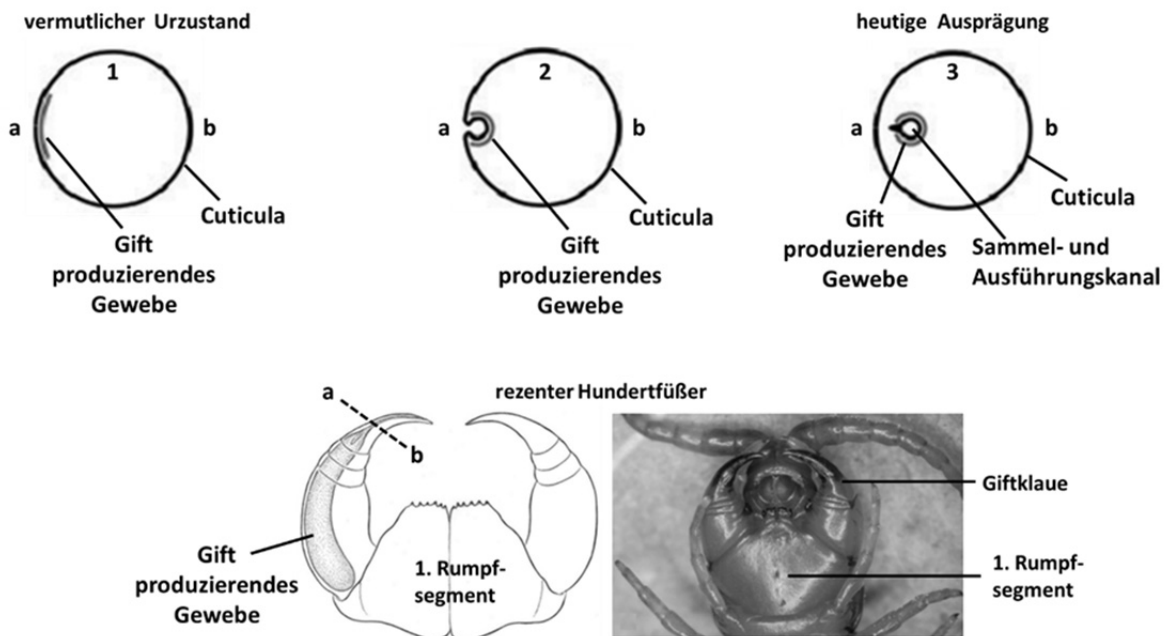 vermutlicher Urzustand
heutige Ausprägung
1
a
b
Cuticula
Gift
produzierendes
Gewebe
2
a
b
Cuticula
Gift
produzierendes
Gewebe
3
a
b
Cuticula
Gift
produzierendes
Gewebe
Sammel- und
Ausführungskanal
rezenter Hundertfüßer
a
b
Gift
produzierendes
Gewebe
1. Rumpf-
segment
Giftklaue
1. Rumpf-
segment